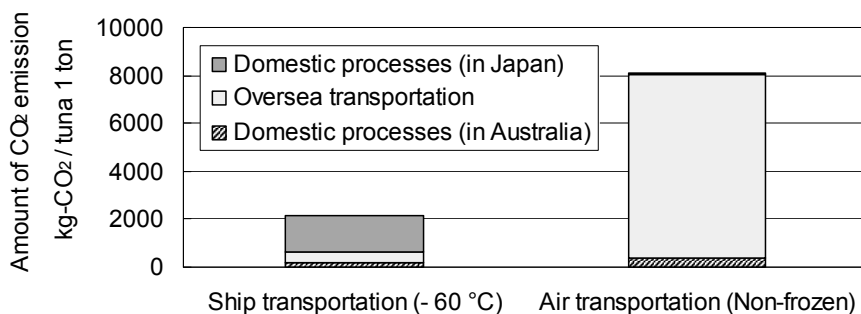 Amount of CO2 emission
kg-CO2 / tuna 1 ton
10000
8000
6000
4000
2000
0
Domestic processes (in Japan)
Oversea transportation
Domestic processes (in Australia)
Ship transportation (- 60 °C)
Air transportation (Non-frozen)